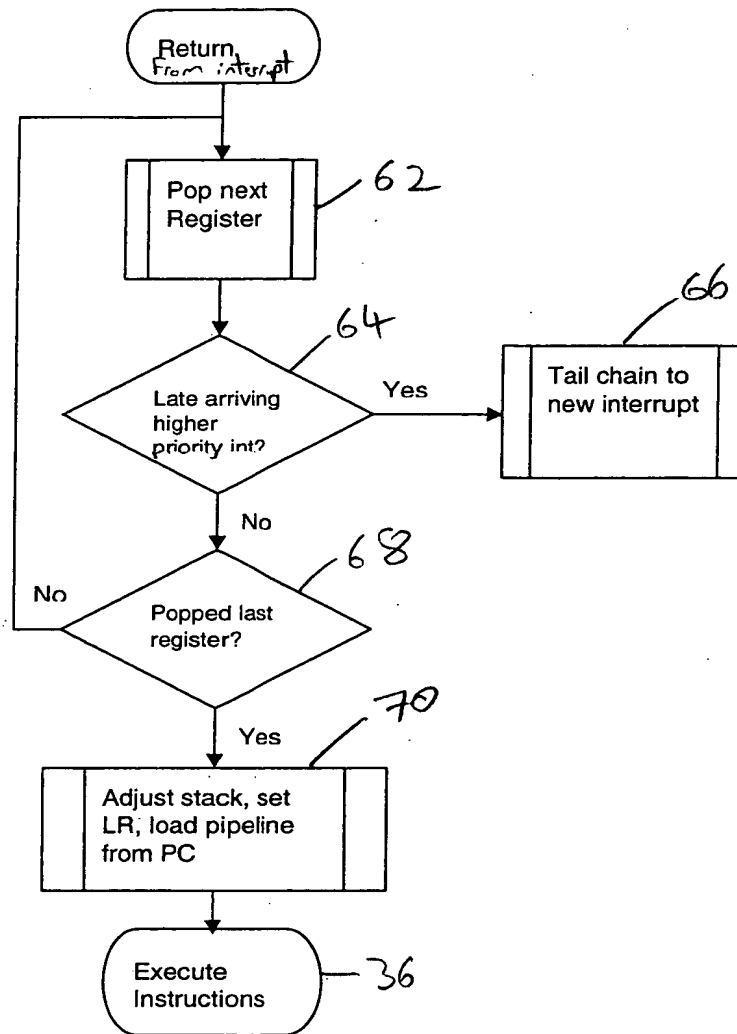 Return
From interrupt
Pop next
Register
62
64
Late arriving
higher
priority int?
Yes
66
Tail chain to
new interrupt
No
68
No
Popped last
register?
Yes
70
Adjust stack, set
LR, load pipeline
from PC
Execute
Instructions
36